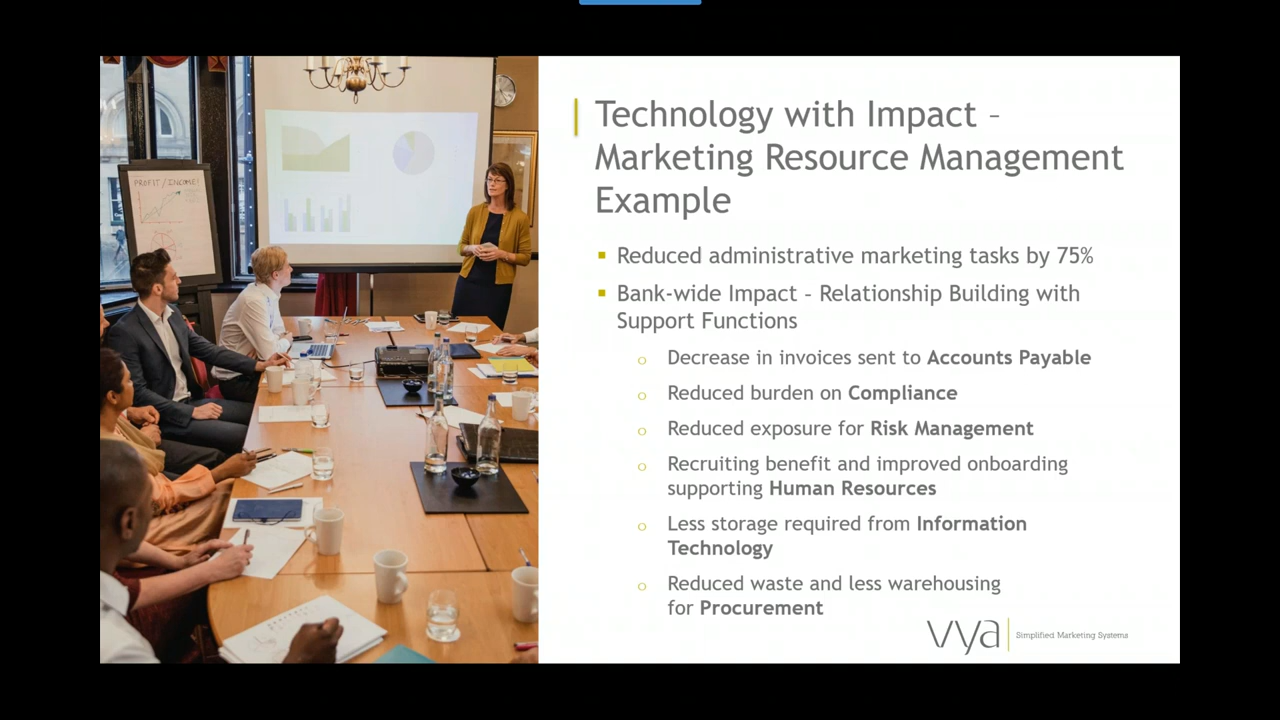 PROFIT / INCOME!
Technology with Impact –
Marketing Resource Management
Example
Reduced administrative marketing tasks by 75%
Bank-wide Impact – Relationship Building with
Support Functions
Decrease in invoices sent to Accounts Payable
Reduced burden on Compliance
Reduced exposure for Risk Management
Recruiting benefit and improved onboarding
supporting Human Resources
Less storage required from Information
Technology
Reduced waste and less warehousing
for Procurement
vya
Simplified Marketing Systems